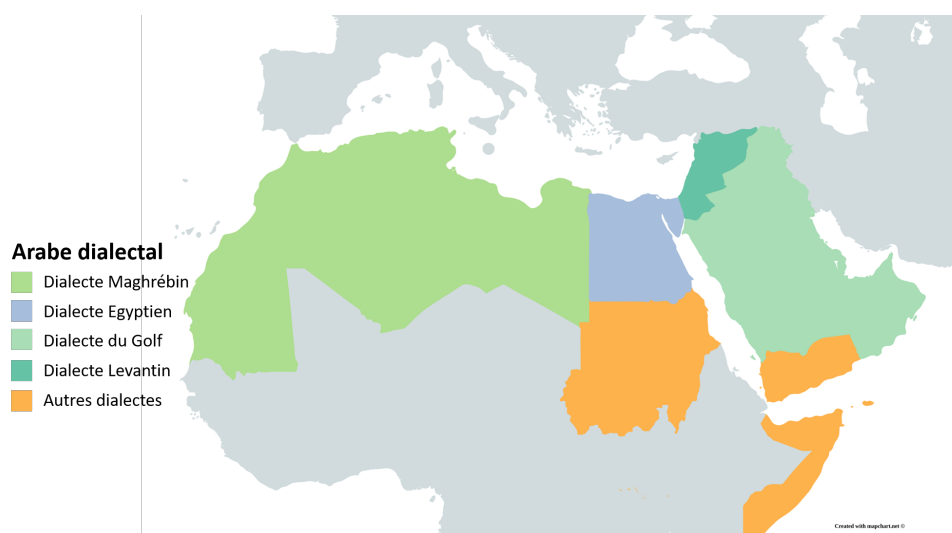 Arabe dialectal
Dialecte Maghrébin
Dialecte Egyptien
Dialecte du Golf
Dialecte Levantin
Autres dialectes
Created with mapchart.net ©